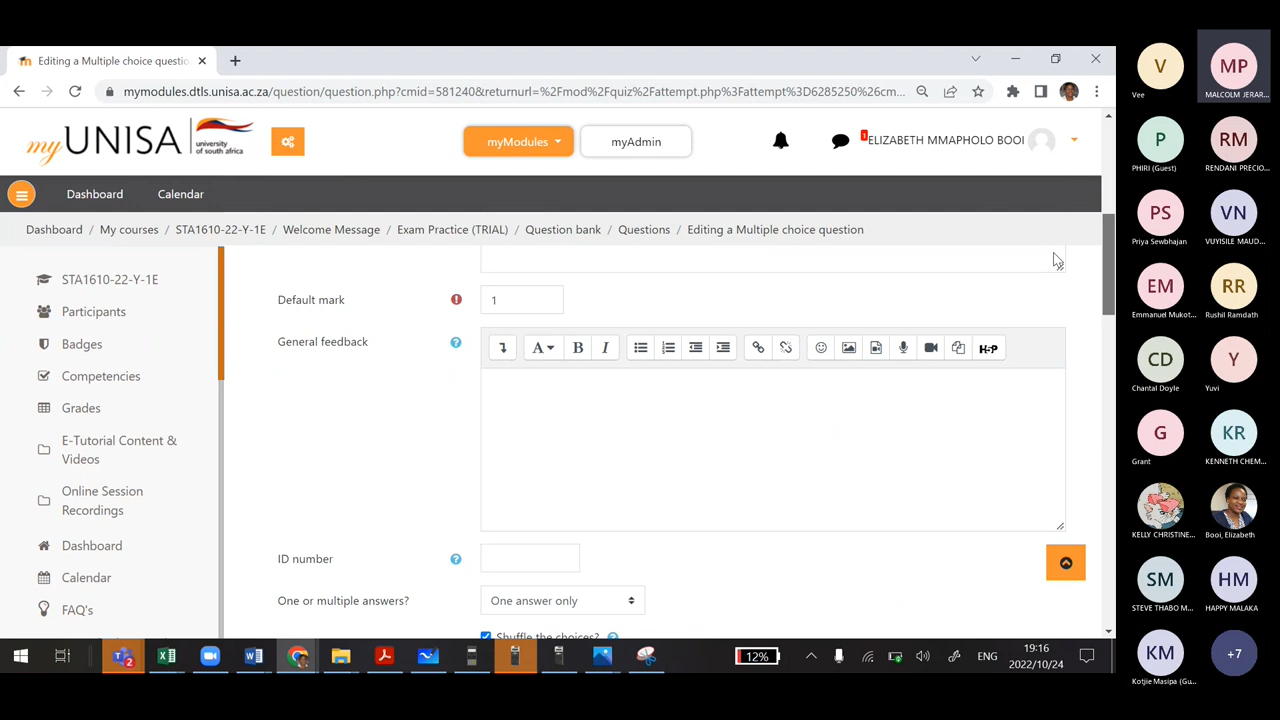 Editing a Multiple choice questio
mymodules.dtls.unisa.ac.za/question/question.php?cmid=581240&returnurl=%2Fmod%2Fquiz%2Fattempt.php%3Fattempt%3D6285250%26cmid...
my UNISA
university
of south africa
myModules
myAdmin
1
ELIZABETH MMAPHOLO BOOI
Dashboard
Calendar
Dashboard / My courses / STA1610-22-Y-1E / Welcome Message / Exam Practice (TRIAL) / Question bank / Questions / Editing a Multiple choice question
STA1610-22-Y-1E
Participants
Badges
Competencies
Grades
E-Tutorial Content &
Videos
Online Session
Recordings
Dashboard
Calendar
FAQ's
Default mark
1
General feedback
A
B
I
H-P
ID number
One or multiple answers?
One answer only
Shuffle the choices?
2
12%
ENG
19:16
2022/10/24
V
Vee
MP
MALCOLM JERAR...
P
PHIRI (Guest)
RM
RENDANI PRECIO...
PS
Priya Sewbhajan
VN
VUYISILE MAUD...
EM
Emmanuel Mukot...
RR
Rushil Ramdath
CD
Chantal Doyle
Y
Yuvi
G
Grant
KR
KENNETH CHEM...
KELLY CHRISTINE...
Booi, Elizabeth
SM
STEVE THABO M...
HM
HAPPY MALAKA
KM
Kotjie Masipa (Gu...
+7